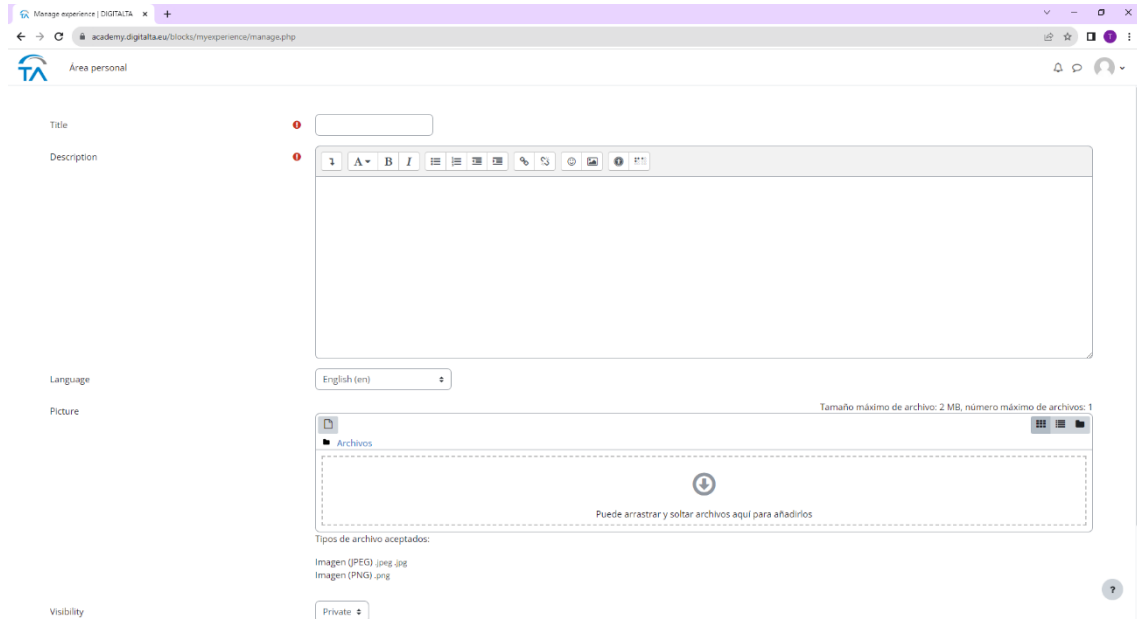 Manage experience | DIGITALTA
academy.digitalta.eu/blocks/myexperience/manage.php
T
TA
Área personal
Title
Description
A B I
Language
English (en)
Picture
Tamaño máximo de archivo: 2 MB, número máximo de archivos: 1
Archivos
Puede arrastrar y soltar archivos aquí para añadirlos
Tipos de archivo aceptados:
Imagen (JPEG) .jpeg .jpg
Imagen (PNG) .png
?
Visibility
Private